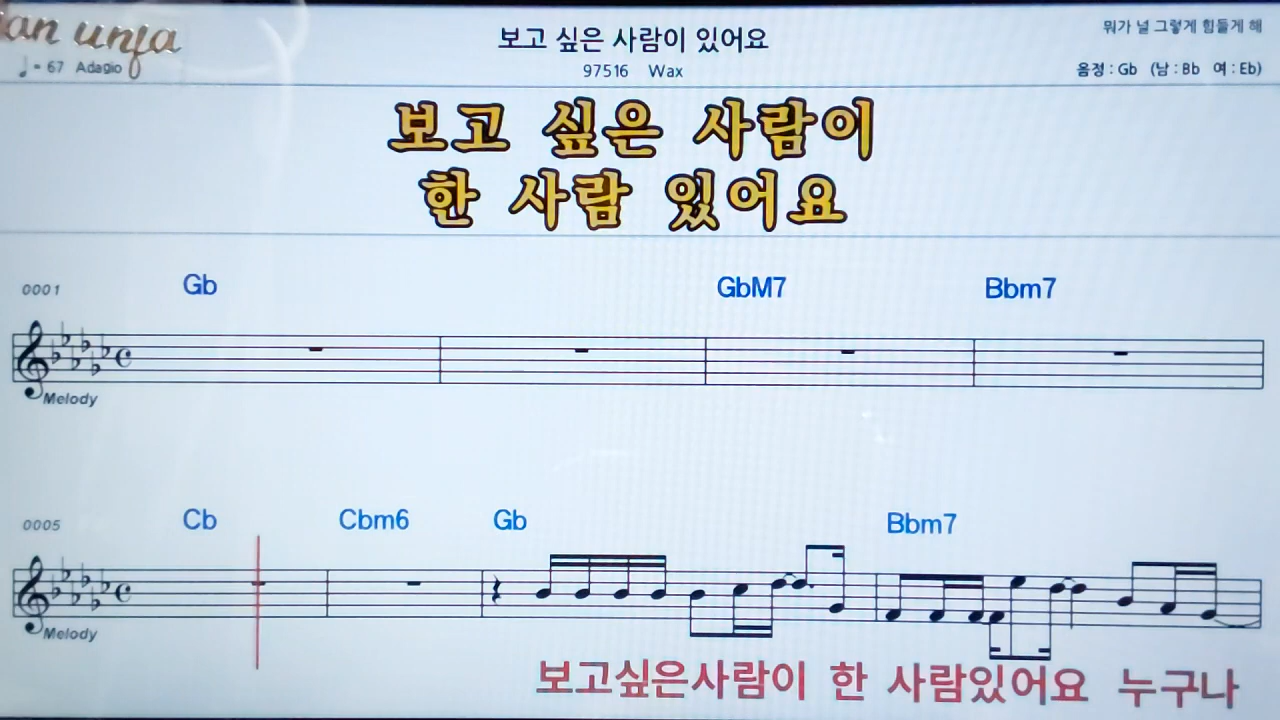 an unja
보고 싶은 사람이 있어요
뭐가 널 그렇게 힘들게 해
♩= 67 Adagio
97516 Wax
음정 : Gb (남 : Bb 여 : Eb)
보고 싶은 사람이
한 사람 있어요
0001 Gb GbM7 Bbm7
Melody
0005 Cb Cbm6 Gb Bbm7
Melody
보고싶은사람이 한 사람있어요 누구나